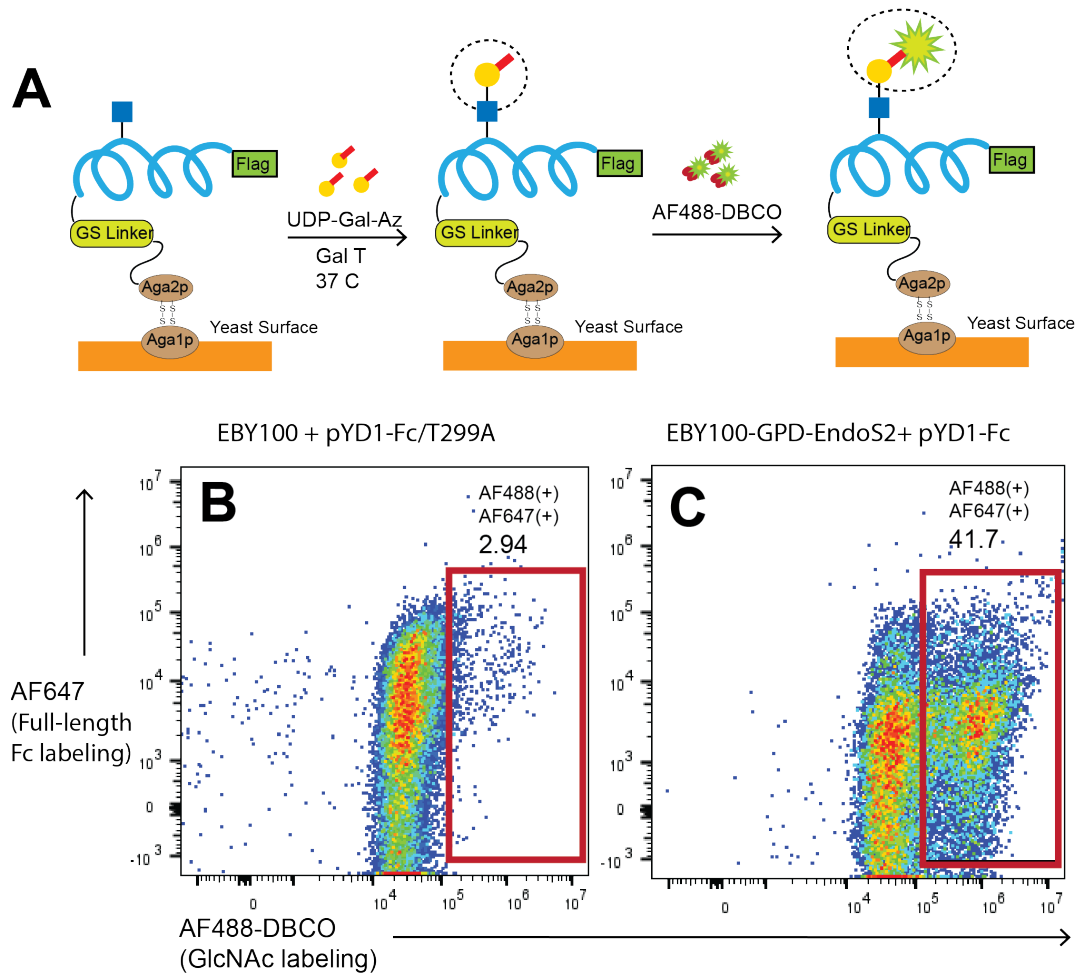 A
Flag
GS Linker
Aga2p
S S
S S
Aga1p
Yeast Surface
UDP-Gal-Az
Gal T
37 C
Flag
GS Linker
Aga2p
S S
S S
Aga1p
Yeast Surface
AF488-DBCO
Flag
GS Linker
Aga2p
S S
S S
Aga1p
Yeast Surface
EBY100 + pYD1-Fc/T299A
EBY100-GPD-EndoS2+ pYD1-Fc
B
AF488(+)
AF647(+)
2.94
10^7
10^6
10^5
10^4
10^3
0
-10^3
0
10^4
10^5
10^6
10^7
C
AF488(+)
AF647(+)
41.7
10^7
10^6
10^5
10^4
10^3
0
-10^3
0
10^4
10^5
10^6
10^7
AF647
(Full-length
Fc labeling)
AF488-DBCO
(GlcNAc labeling)